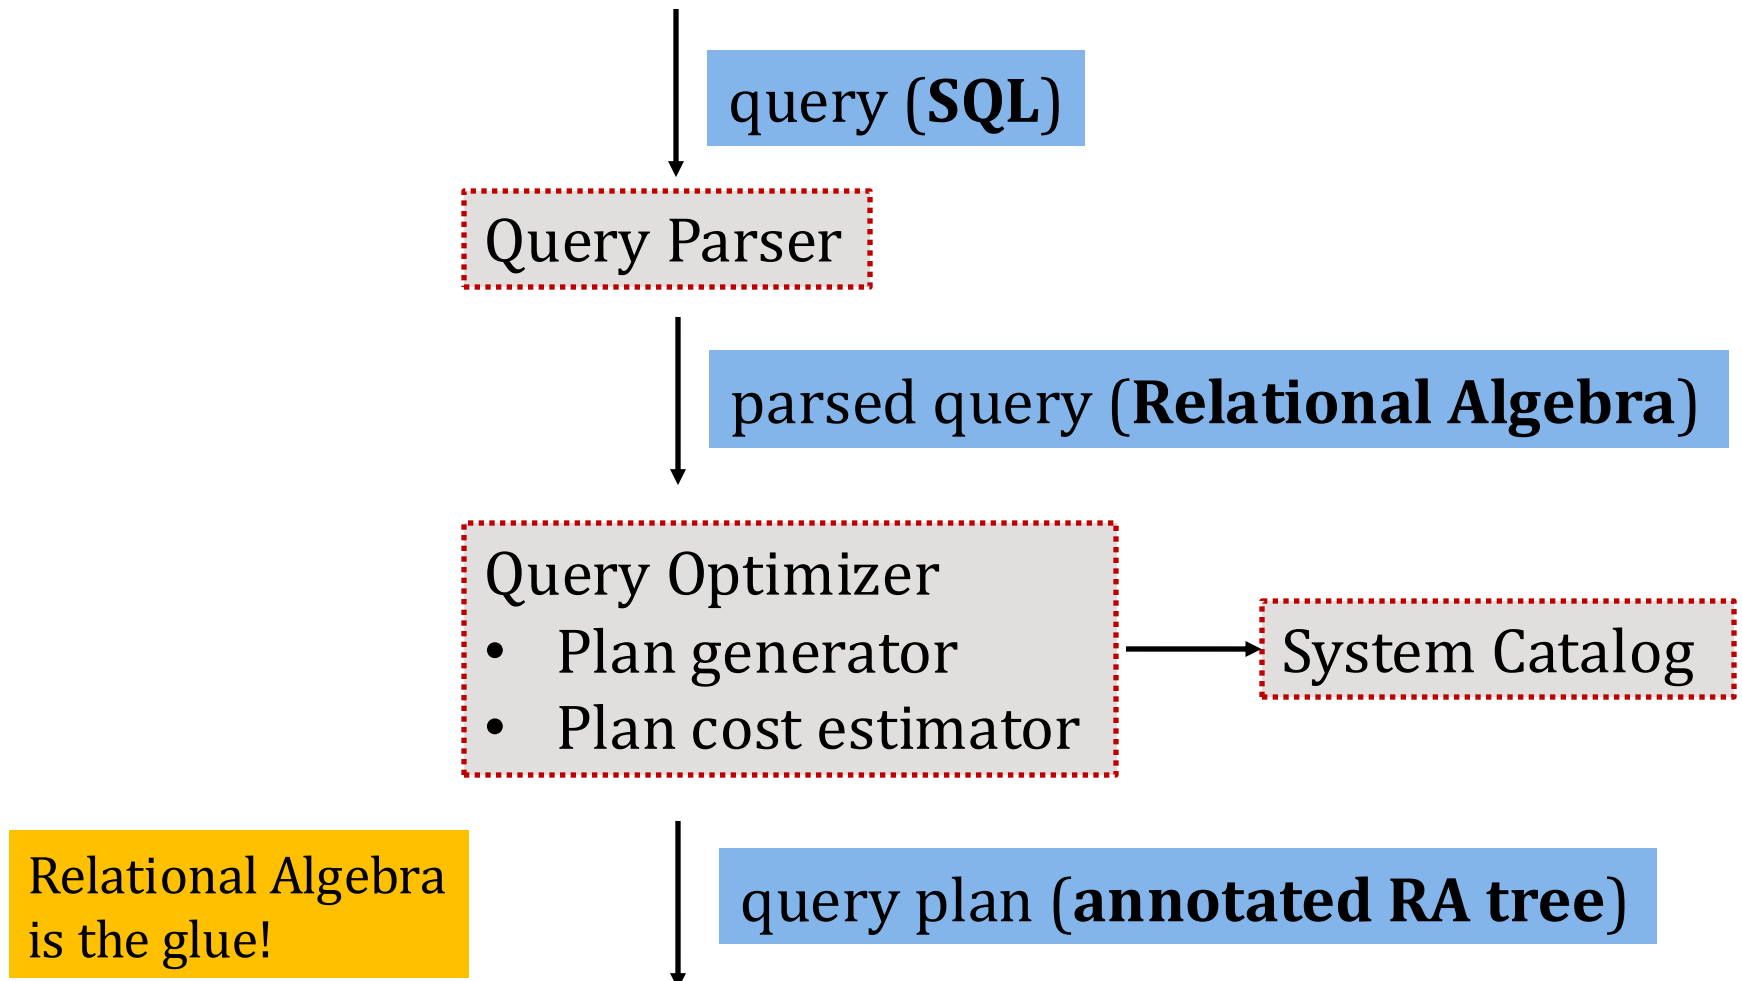 query (SQL)
Query Parser
parsed query (Relational Algebra)
Query Optimizer
• Plan generator
• Plan cost estimator
System Catalog
Relational Algebra
is the glue!
query plan (annotated RA tree)